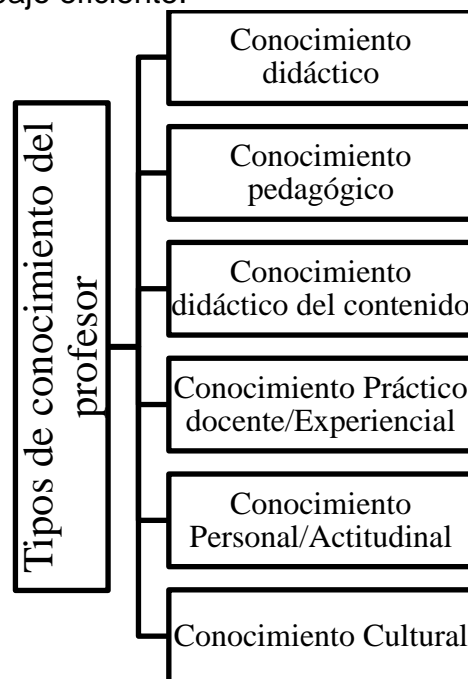 eficiente.
Tipos de conocimiento del
profesor
Conocimiento
didáctico
Conocimiento
pedagógico
Conocimiento
didáctico del contenido
Conocimiento Práctico
docente/Experiencial
Conocimiento
Personal/Actitudinal
Conocimiento Cultural